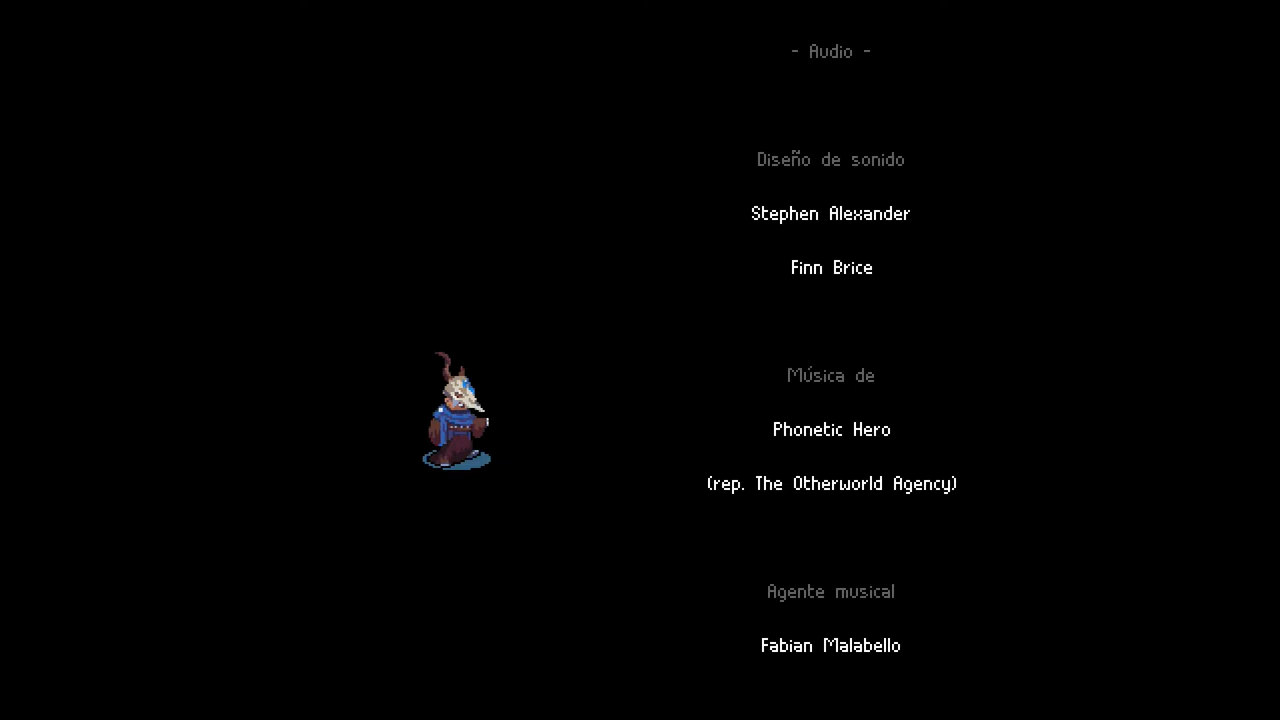 - Audio -
Diseño de sonido
Stephen Alexander
Finn Brice
Música de
Phonetic Hero
(rep. The Otherworld Agency)
Agente musical
Fabian Malabello